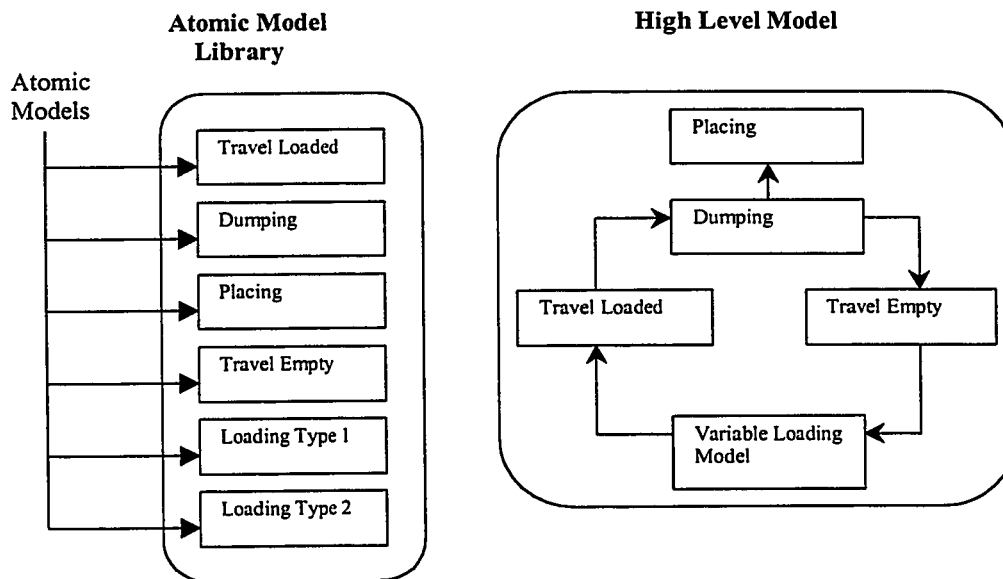 Atomic Model
Library
Atomic
Models
Travel Loaded
Dumping
Placing
Travel Empty
Loading Type 1
Loading Type 2
High Level Model
Placing
Dumping
Travel Loaded
Travel Empty
Variable Loading
Model